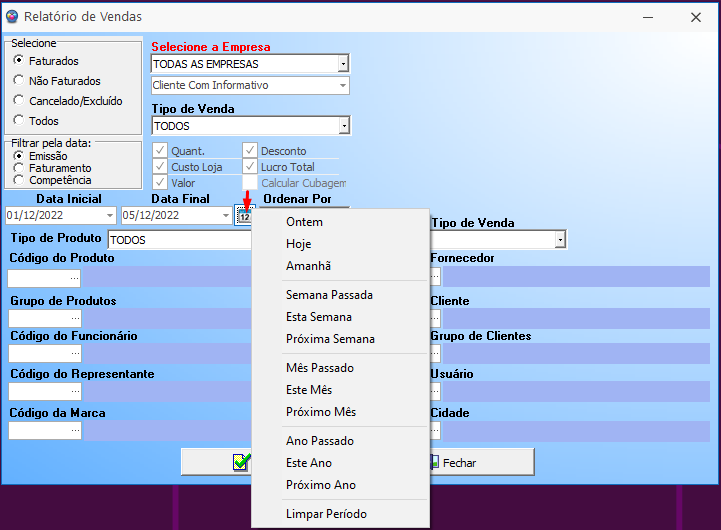 Relatório de Vendas
Selecione
Faturados
Não Faturados
Cancelado/Excluído
Todos
Selecione a Empresa
TODAS AS EMPRESAS
Cliente Com Informativo
Tipo de Venda
TODOS
Filtrar pela data:
Emissão
Faturamento
Competência
Quant.
Desconto
Custo Loja
Lucro Total
Valor
Calcular Cubagem
Data Inicial
Data Final
Ordenar Por
01/12/2022
05/12/2022
12
Tipo de Produto
TODOS
Tipo de Venda
Código do Produto
...
Fornecedor
...
Grupo de Produtos
...
Cliente
...
Código do Funcionário
...
Grupo de Clientes
...
Código do Representante
...
Usuário
...
Código da Marca
...
Cidade
...
Fechar
Ontem
Hoje
Amanhã
Semana Passada
Esta Semana
Próxima Semana
Mês Passado
Este Mês
Próximo Mês
Ano Passado
Este Ano
Próximo Ano
Limpar Período